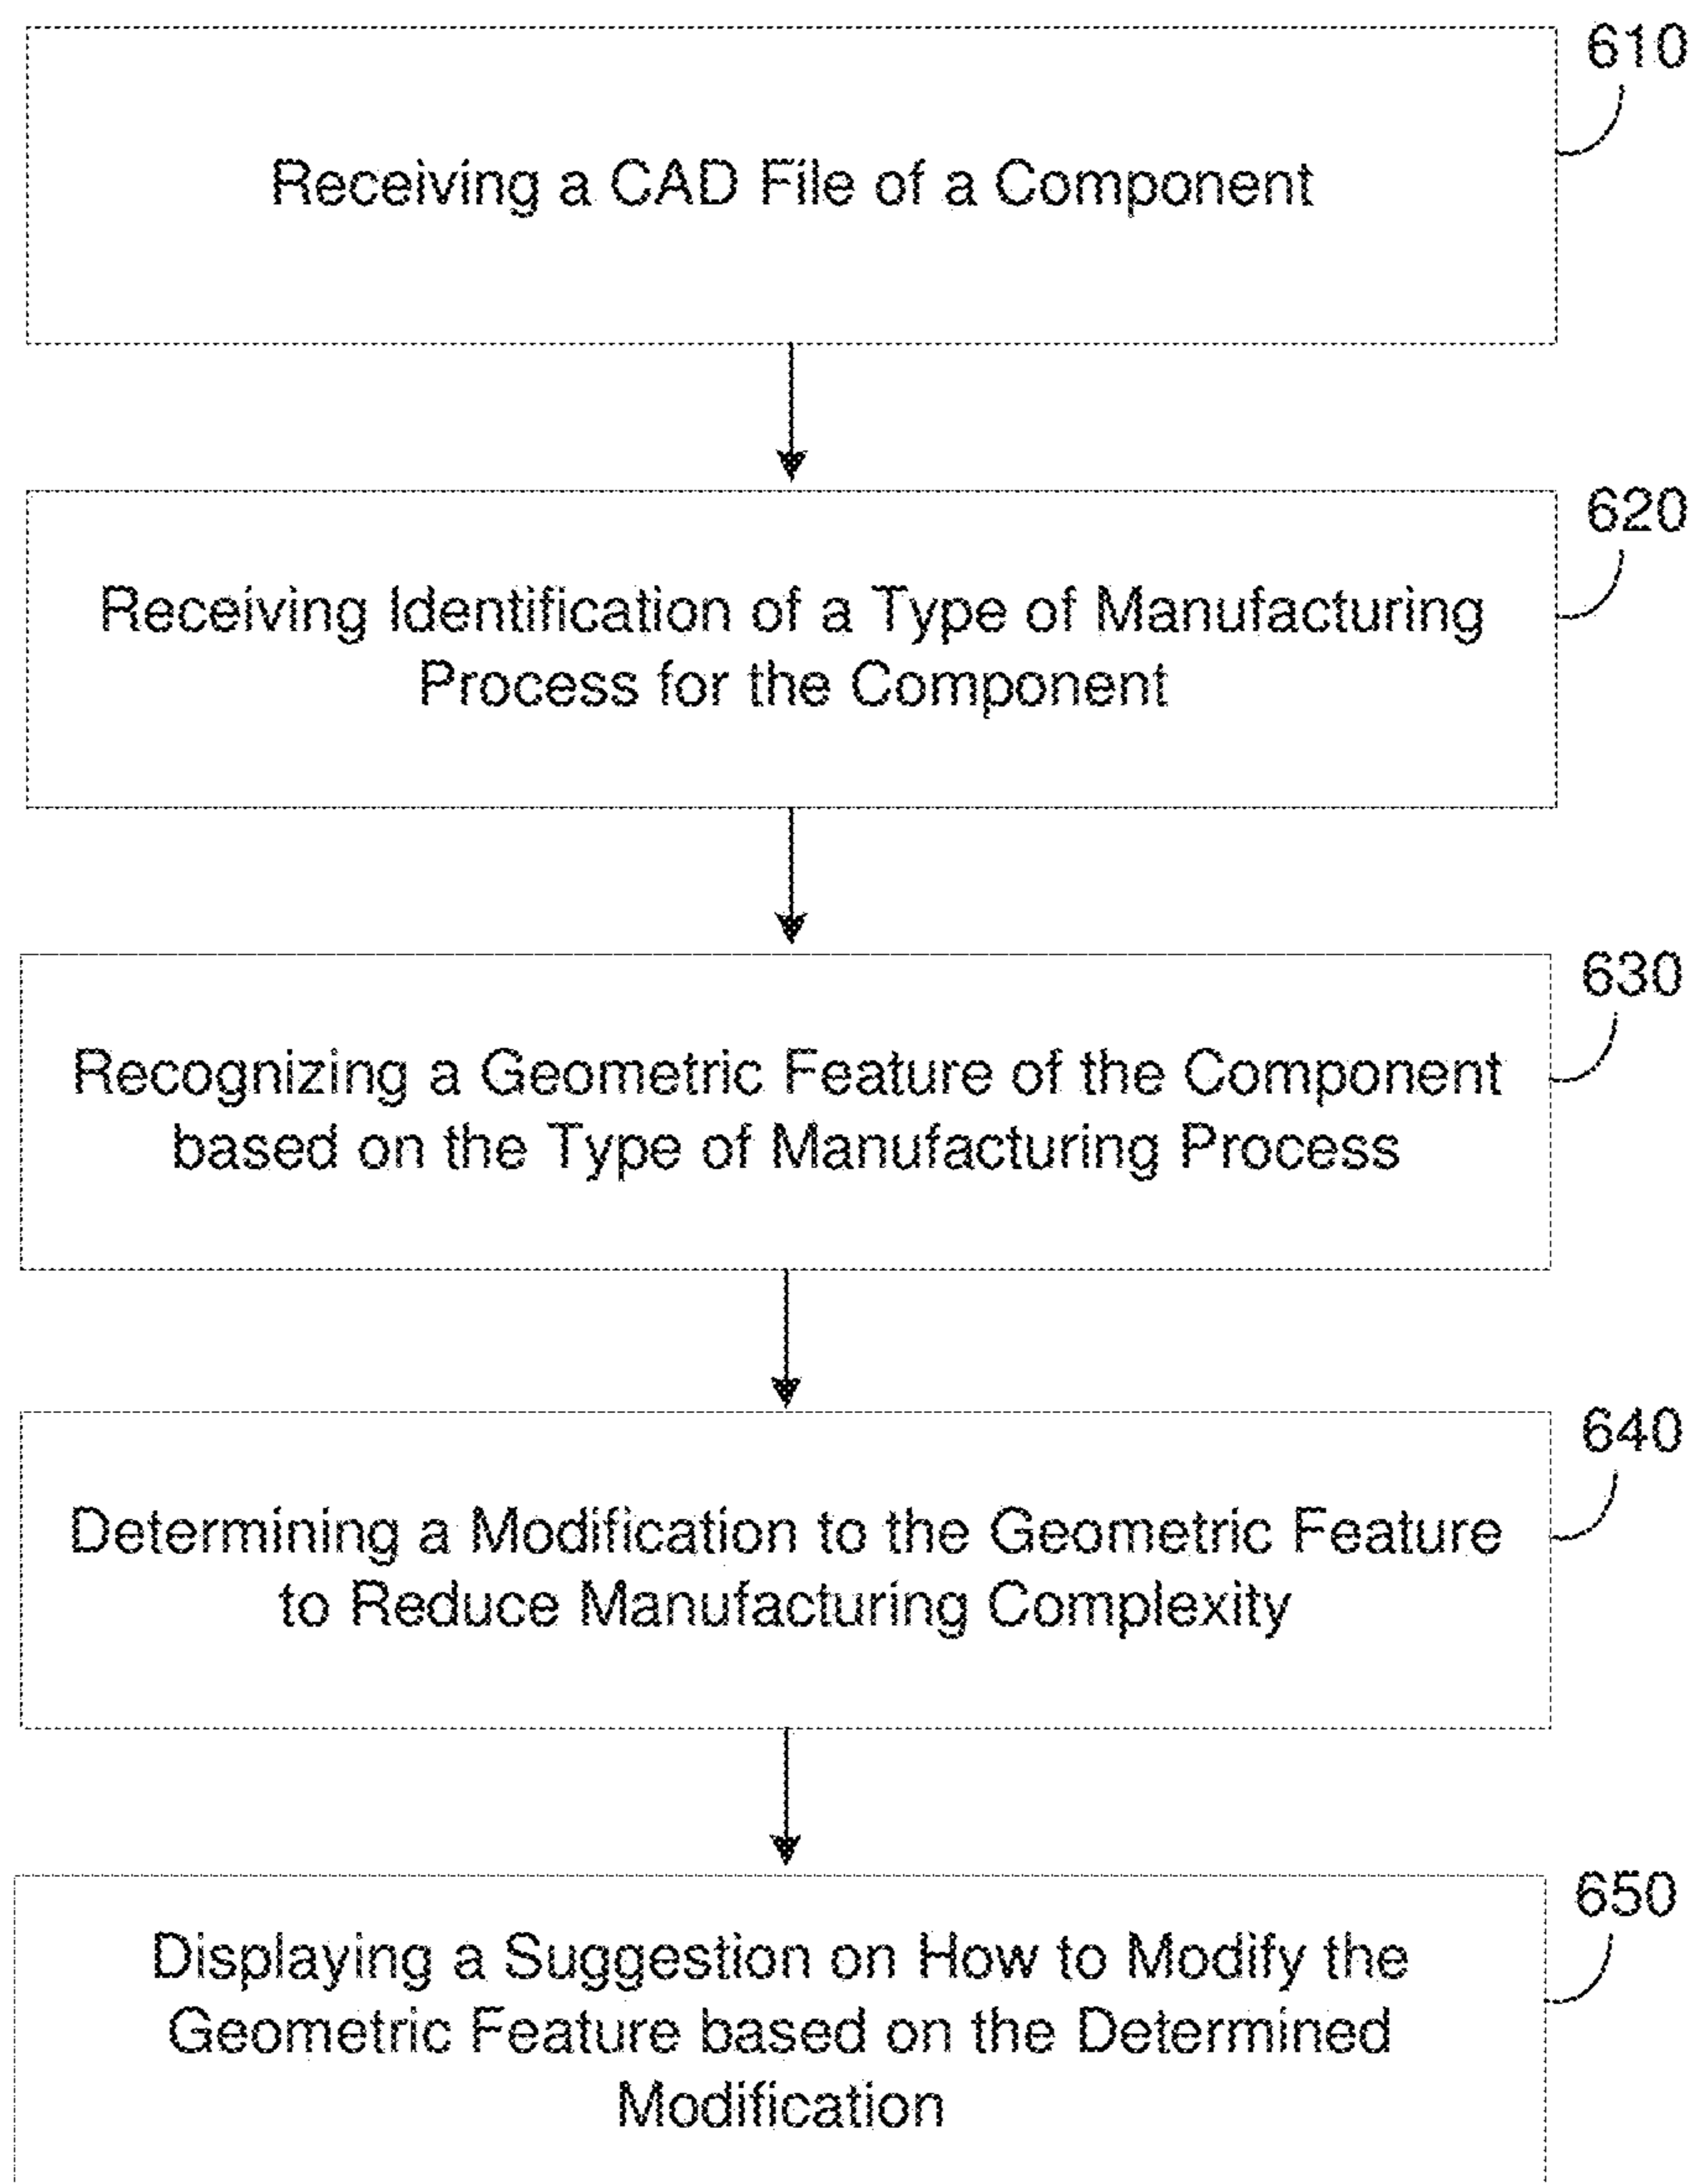 610
Receiving a CAD File of a Component
620
Receiving Identification of a Type of Manufacturing
Process for the Component
630
Recognizing a Geometric Feature of the Component
based on the Type of Manufacturing Process
640
Determining a Modification to the Geometric Feature
to Reduce Manufacturing Complexity
650
Displaying a Suggestion on How to Modify the
Geometric Feature based on the Determined
Modification